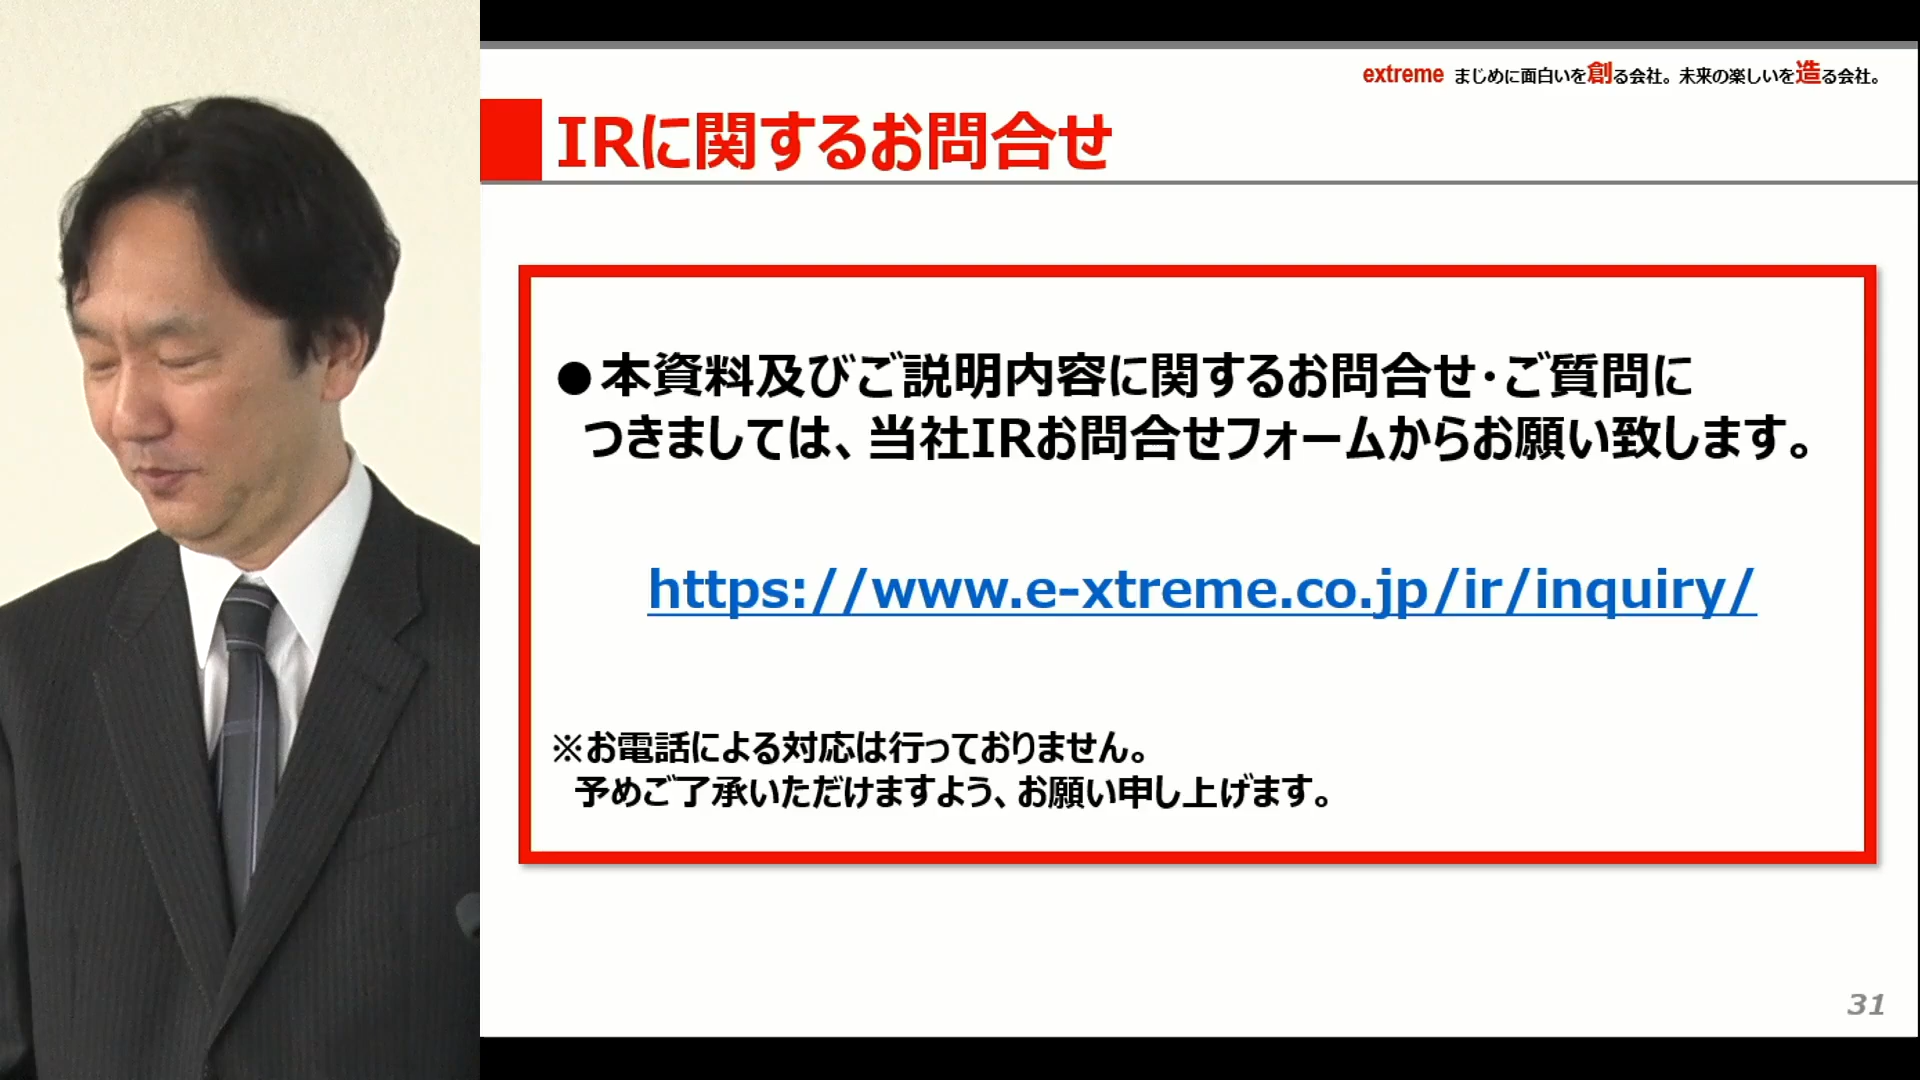 extreme まじめに面白いを創る会社。未来の楽しいを造る会社。
IRに関するお問合せ
●本資料及びご説明内容に関するお問合せ・ご質問に
つきましては、当社IRお問合せフォームからお願い致します。
https://www.e-xtreme.co.jp/ir/inquiry/
※お電話による対応は行っておりません。
予めご了承いただけますよう、お願い申し上げます。
31